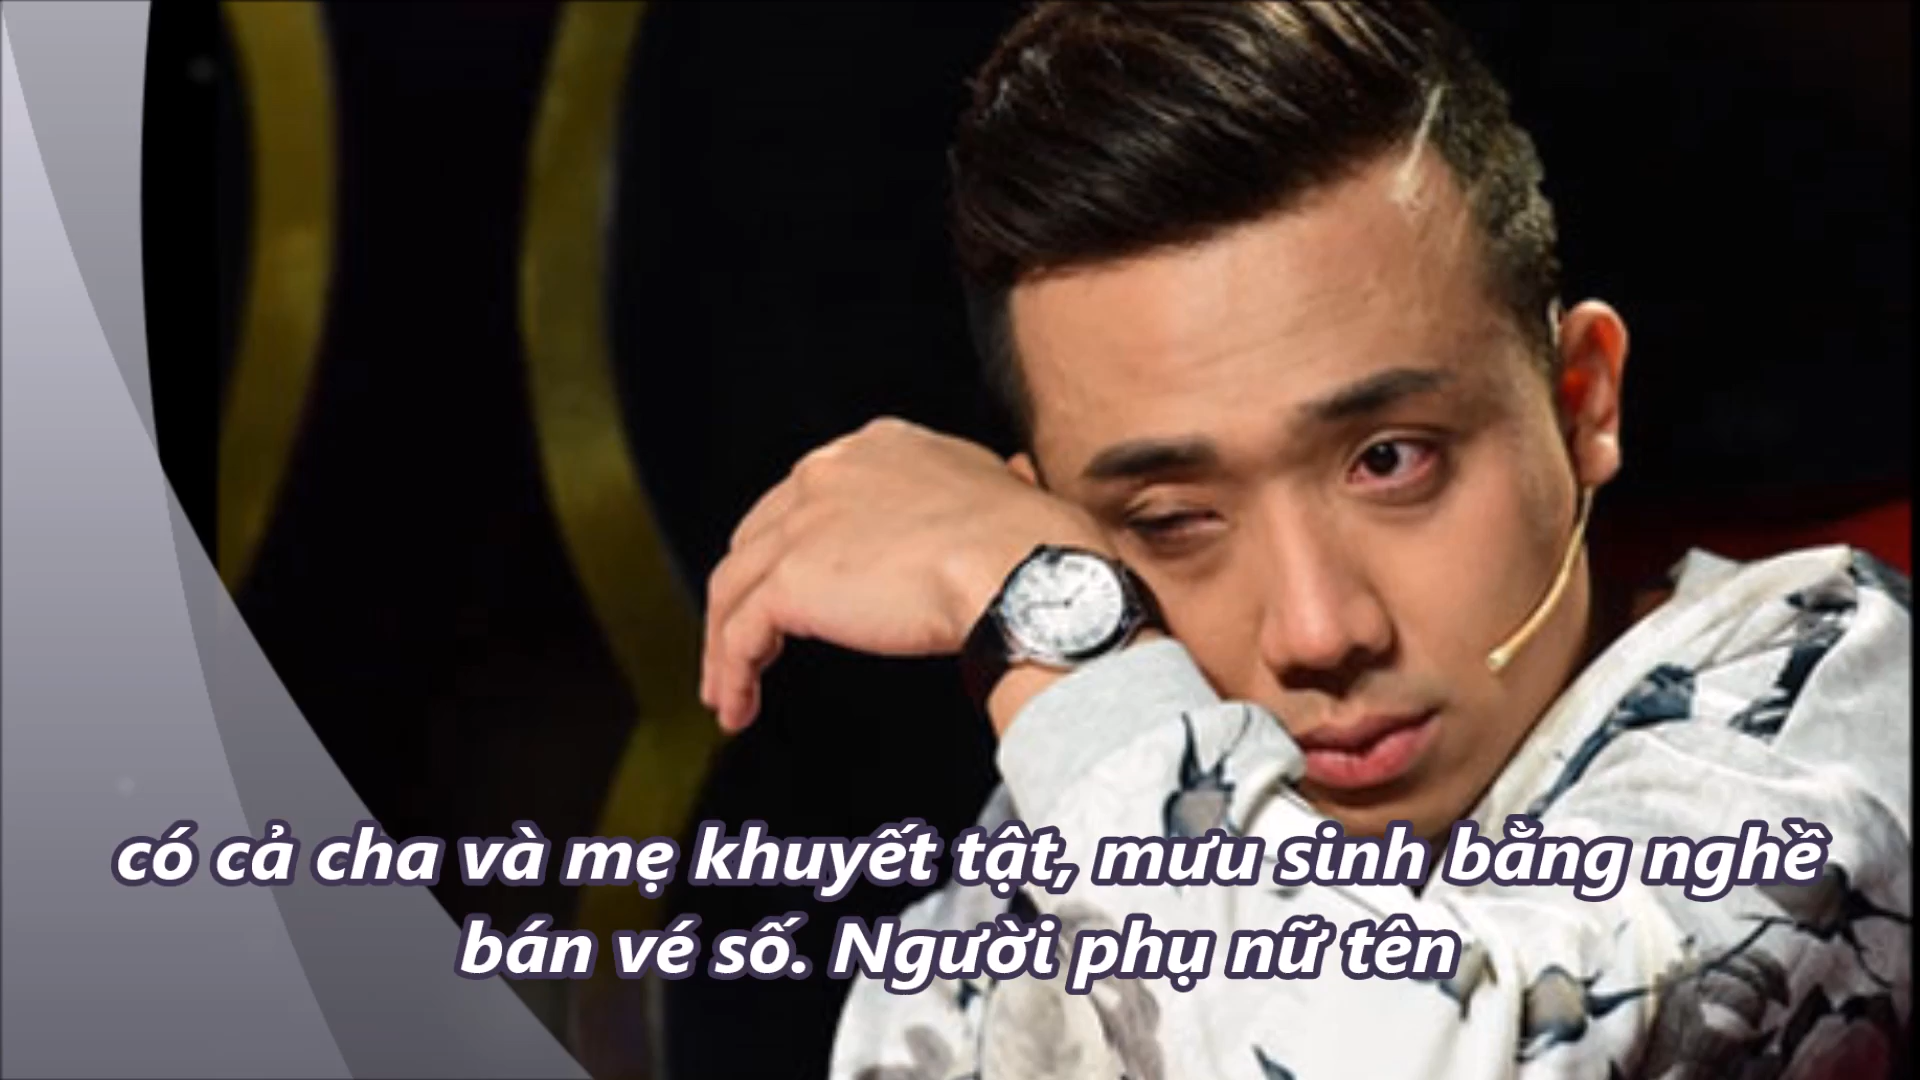 có cả cha và mẹ khuyết tật, mưu sinh bằng nghề
bán vé số. Người phụ nữ tên